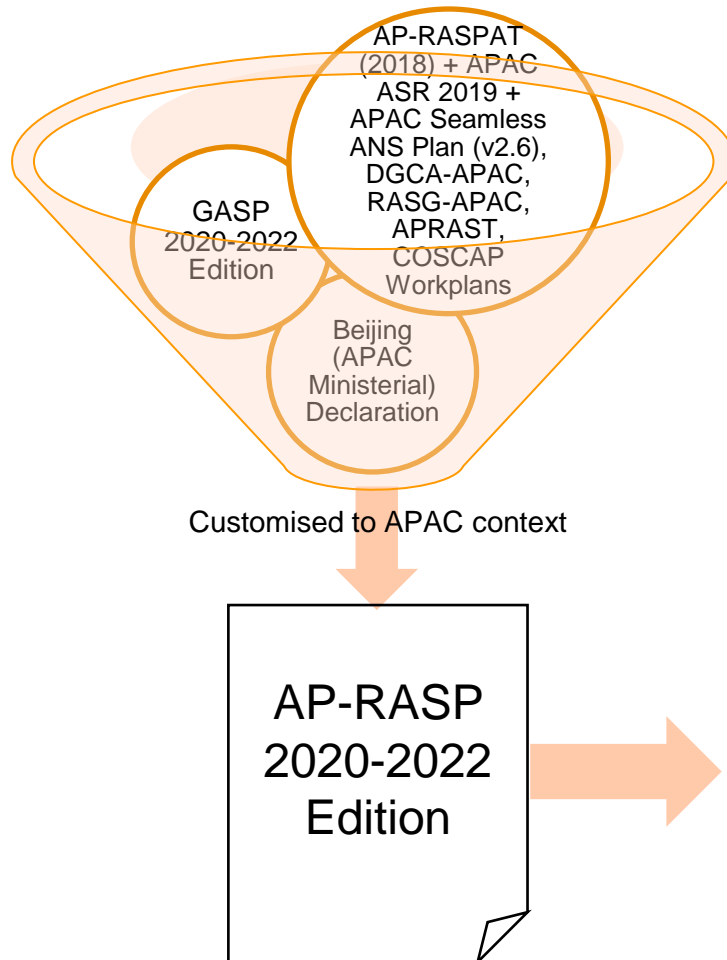 AP-RASPAT
(2018) + APAC
ASR 2019 +
APAC Seamless
ANS Plan (v2.6),
DGCA-APAC,
RASG-APAC,
APRAST,
COSCAP
Workplans
GASP
2020-2022
Edition
Beijing
(APAC
Ministerial)
Declaration
Customised to APAC context
AP-RASP
2020-2022
Edition